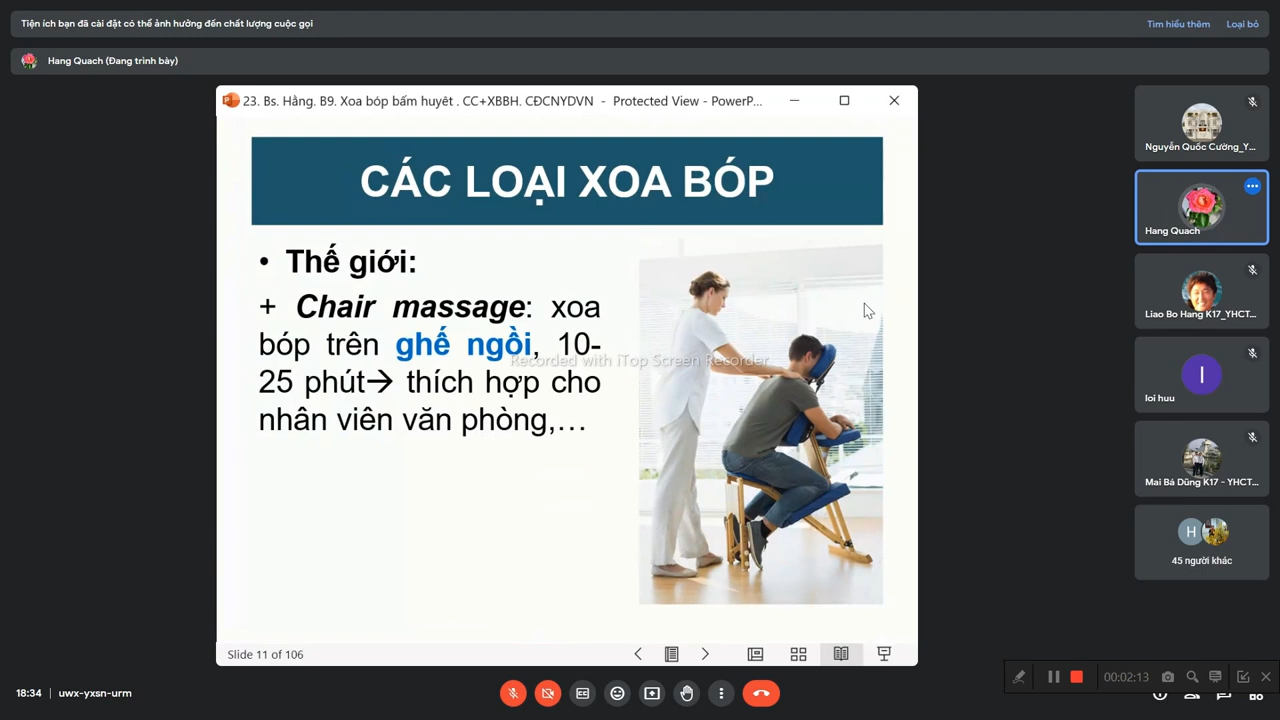 Tiện ích bạn đã cài đặt có thể ảnh hưởng đến chất lượng cuộc gọi
Tìm hiểu thêm
Loại bỏ
Hang Quach (Đang trình bày)
23. Bs. Hằng. B9. Xoa bóp bấm huyệt . CC+XBBH. CĐCNYDVN - Protected View - PowerP...
CÁC LOẠI XOA BÓP
• Thế giới:
+ Chair massage: xoa
bóp trên ghế ngồi, 10-
25 phút→ thích hợp cho
nhân viên văn phòng,…
Recorded with iTop Screen Recorder
Slide 11 of 106
Nguyễn Quốc Cường_Y...
Hang Quach
Liao Bo Hang K17_YHCT...
I
loi huu
Mai Bá Dũng K17 - YHCT...
H
45 người khác
18:34 | uwx-yxsn-urm
00:02:13